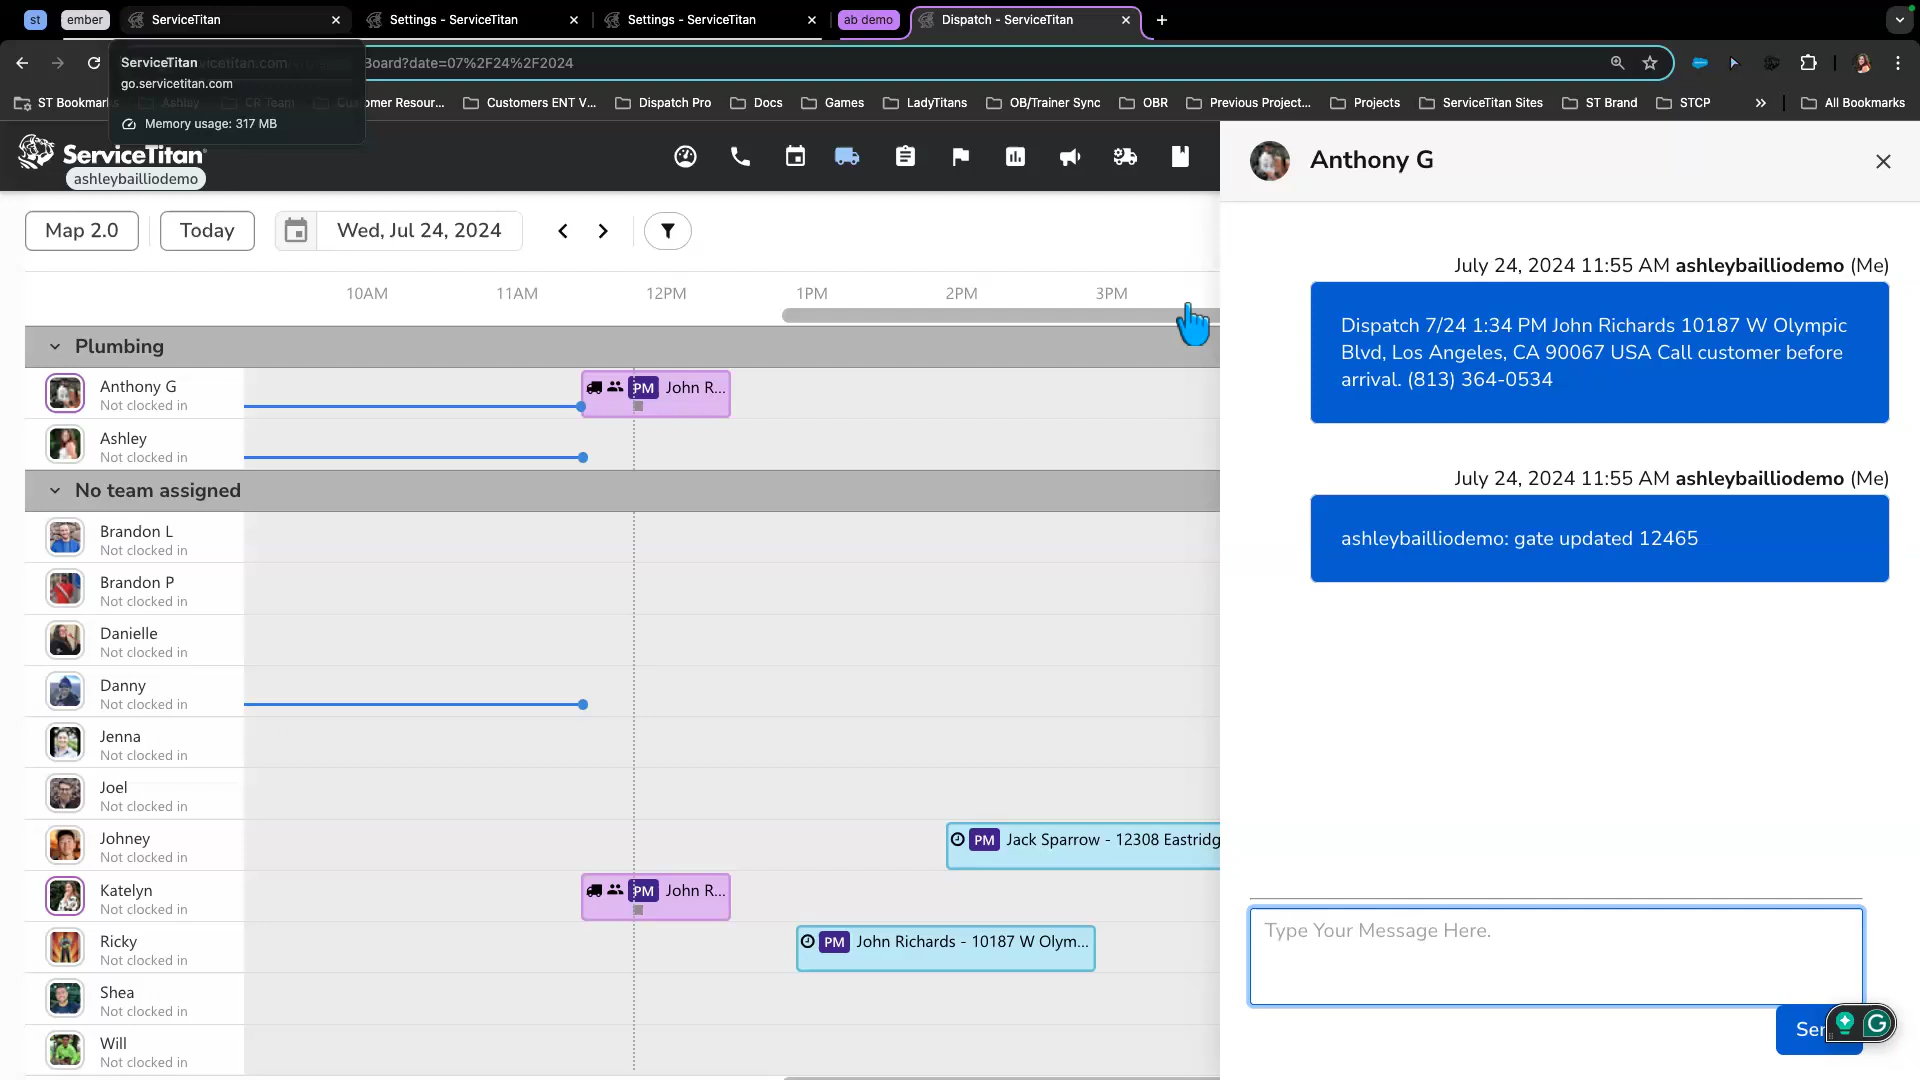 st
ember
ServiceTitan
Settings - ServiceTitan
Settings - ServiceTitan
ab demo
Dispatch - ServiceTitan
ServiceTitan
go.servicetitan.com
Memory usage: 317 MB
Board?date=07%2F24%2F2024
ST Bookmar
Customer Resour...
Customers ENT V...
Dispatch Pro
Docs
Games
LadyTitans
OB/Trainer Sync
OBR
Previous Project...
Projects
ServiceTitan Sites
ST Brand
STCP
All Bookmarks
ServiceTitan
ashleybailliodemo
Map 2.0
Today
Wed, Jul 24, 2024
10AM
11AM
12PM
1PM
2PM
3PM
Plumbing
Anthony G
Not clocked in
PM John R...
Ashley
Not clocked in
No team assigned
Brandon L
Not clocked in
Brandon P
Not clocked in
Danielle
Not clocked in
Danny
Not clocked in
Jenna
Not clocked in
Joel
Not clocked in
Johney
Not clocked in
PM Jack Sparrow - 12308 Eastridg
Katelyn
Not clocked in
PM John R...
Ricky
Not clocked in
PM John Richards - 10187 W Olym...
Shea
Not clocked in
Will
Not clocked in
Anthony G
July 24, 2024 11:55 AM ashleybailliodemo (Me)
Dispatch 7/24 1:34 PM John Richards 10187 W Olympic
Blvd, Los Angeles, CA 90067 USA Call customer before
arrival. (813) 364-0534
July 24, 2024 11:55 AM ashleybailliodemo (Me)
ashleybailliodemo: gate updated 12465
Type Your Message Here.
Ser